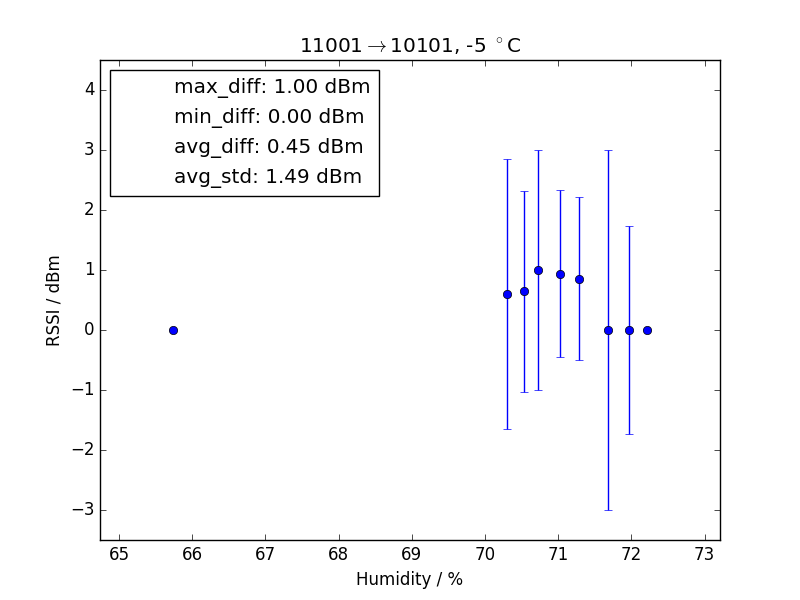 11001→10101, -5 °C
max_diff: 1.00 dBm
min_diff: 0.00 dBm
avg_diff: 0.45 dBm
avg_std: 1.49 dBm
RSSI / dBm
4
3
2
1
0
−1
−2
−3
65 66 67 68 69 70 71 72 73
Humidity / %